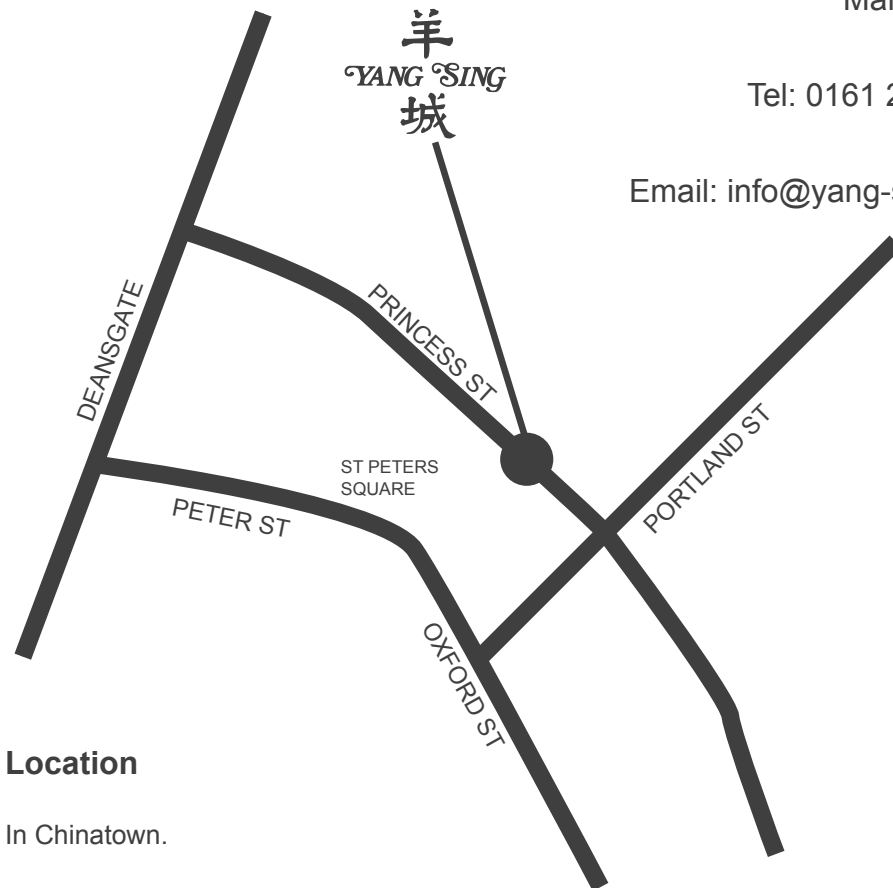 Tel: 0161 2
Email: info@yang-s
羊
YANG SING
城
DEANSGATE
PRINCESS ST
PORTLAND ST
ST PETERS
SQUARE
PETER ST
OXFORD ST
Location
In Chinatown.